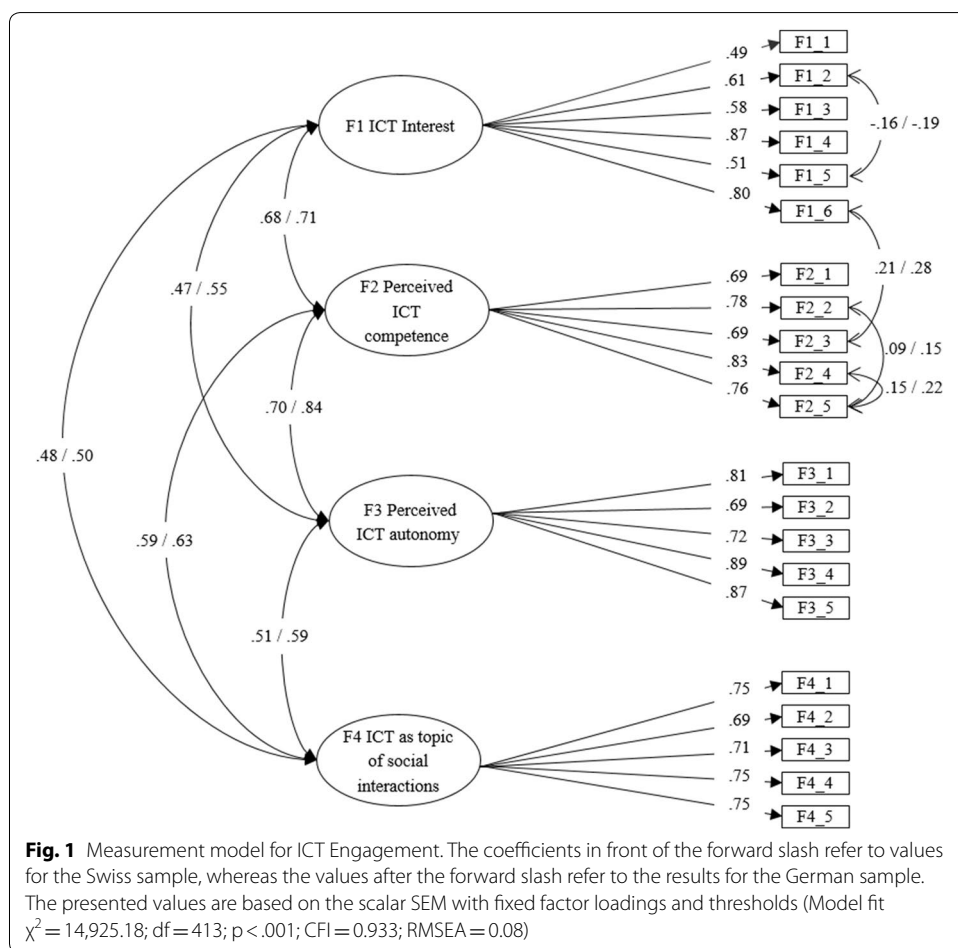 .49
F1_1
.61
F1_2
.58
F1_3
-.16 / -.19
F1 ICT Interest
.87
F1_4
.51
F1_5
.80
F1_6
.68 / .71
.21 / .28
.47 / .55
F2 Perceived
ICT
competence
.69
F2_1
.78
F2_2
.69
F2_3
.09 / .15
.83
F2_4
.15 / .22
.76
F2_5
.70 / .84
.48 / .50
.59 / .63
F3 Perceived
ICT autonomy
.81
F3_1
.69
F3_2
.72
F3_3
.89
F3_4
.87
F3_5
.51 / .59
F4 ICT as topic
of social
interactions
.75
F4_1
.69
F4_2
.71
F4_3
.75
F4_4
.75
F4_5
Fig. 1 Measurement model for ICT Engagement. The coefficients in front of the forward slash refer to values
for the Swiss sample, whereas the values after the forward slash refer to the results for the German sample.
The presented values are based on the scalar SEM with fixed factor loadings and thresholds (Model fit
χ² = 14,925.18; df = 413; p < .001; CFI = 0.933; RMSEA = 0.08)